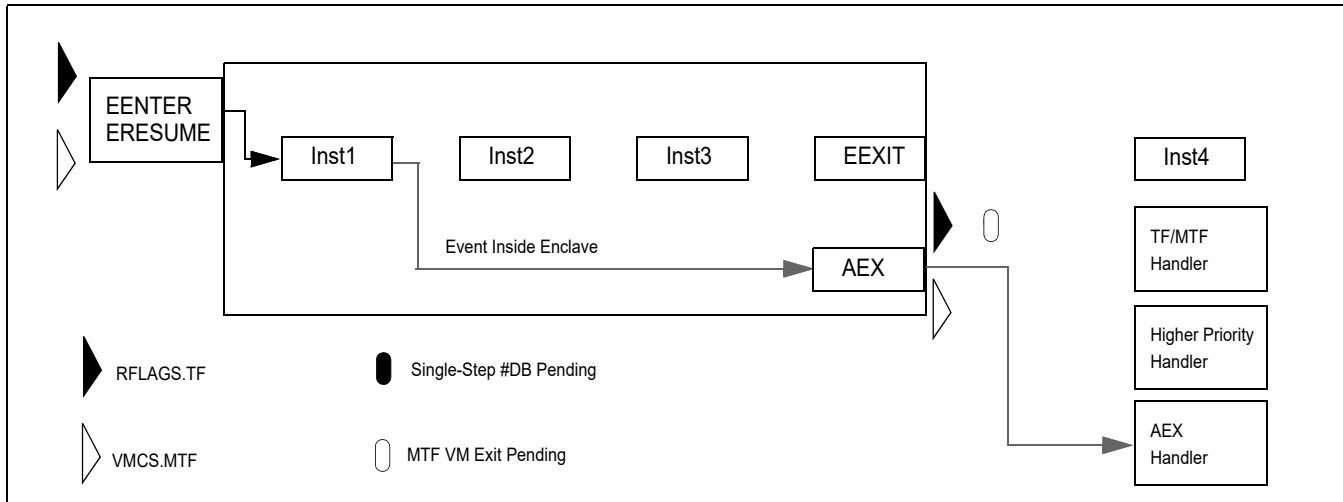 EENTER
ERESUME
Inst1
Inst2
Inst3
EEXIT
Inst4
Event Inside Enclave
AEX
TF/MTF
Handler
Higher Priority
Handler
AEX
Handler
RFLAGS.TF
Single-Step #DB Pending
VMCS.MTF
MTF VM Exit Pending